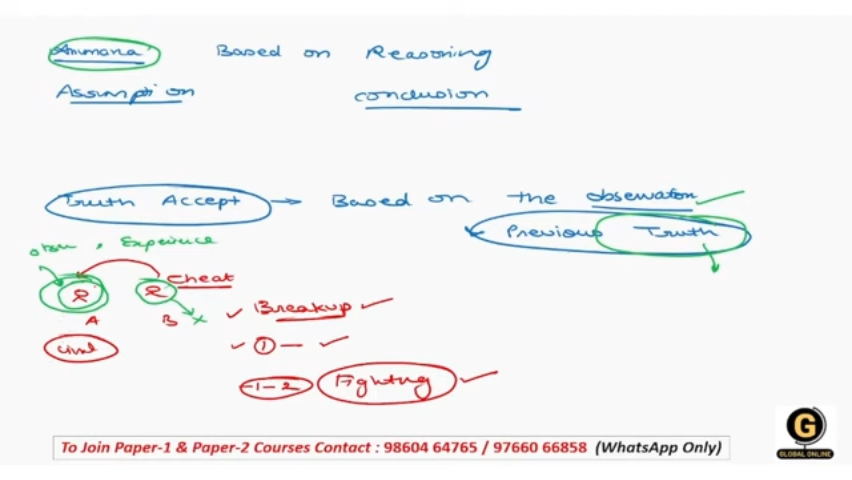 Anumana Based on Reasoning
Assumption conclusion
Truth Accept → Based on the observation ✓
Previous Truth
, Experience
Cheat
A B x ✓ Breakup ✓
✓ ① — ✓
-1-2 Fighting ✓
G
GLOBAL ONLINE
To Join Paper-1 & Paper-2 Courses Contact : 98604 64765 / 97660 66858 (WhatsApp Only)